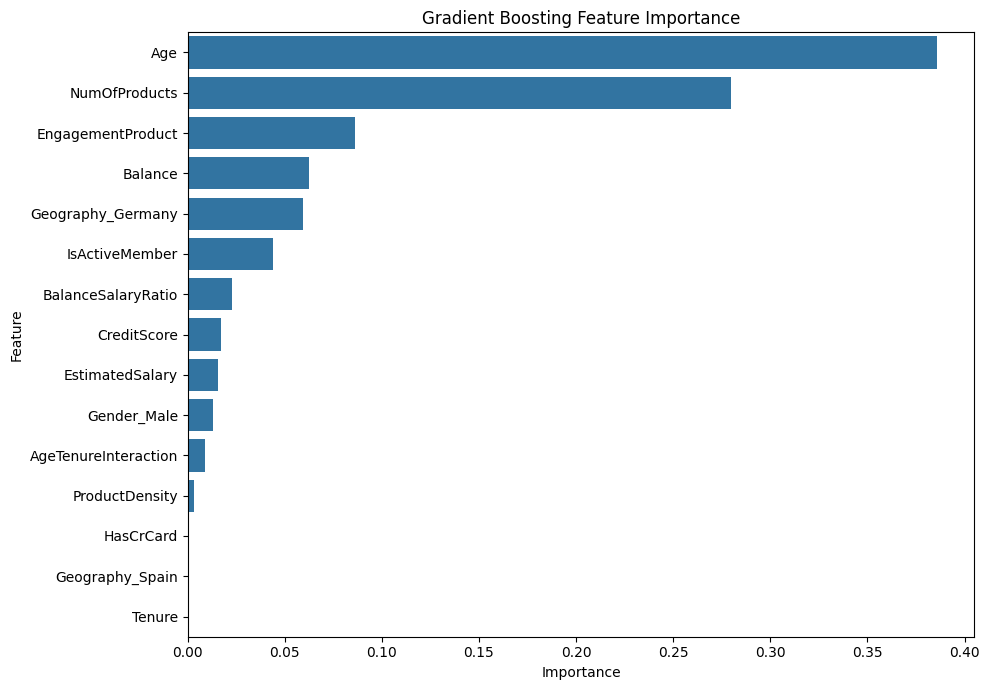 Gradient Boosting Feature Importance
Feature
Age
NumOfProducts
EngagementProduct
Balance
Geography_Germany
IsActiveMember
BalanceSalaryRatio
CreditScore
EstimatedSalary
Gender_Male
AgeTenureInteraction
ProductDensity
HasCrCard
Geography_Spain
Tenure
0.00 0.05 0.10 0.15 0.20 0.25 0.30 0.35 0.40
Importance